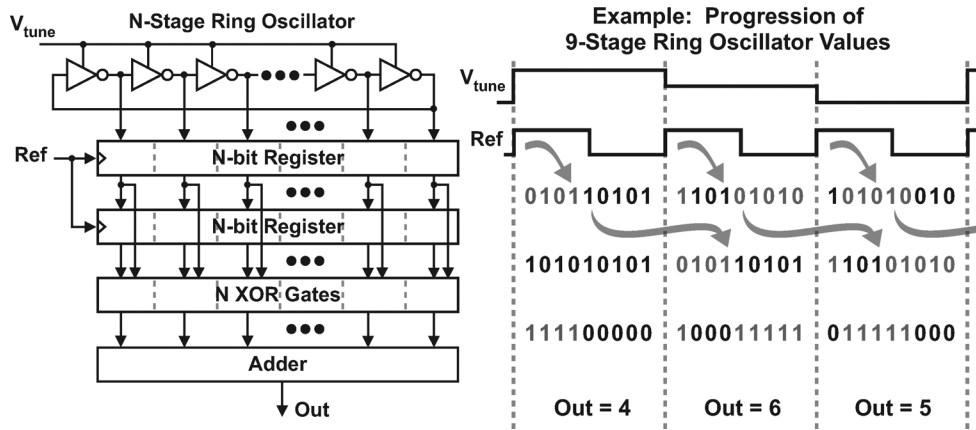 N-Stage Ring Oscillator
V_tune
Ref
N-bit Register
N-bit Register
N XOR Gates
Adder
Out
Example: Progression of
9-Stage Ring Oscillator Values
V_tune
Ref
010110101 110101010 101010010
101010101 010110101 110101010
111100000 100011111 011111000
Out = 4 Out = 6 Out = 5